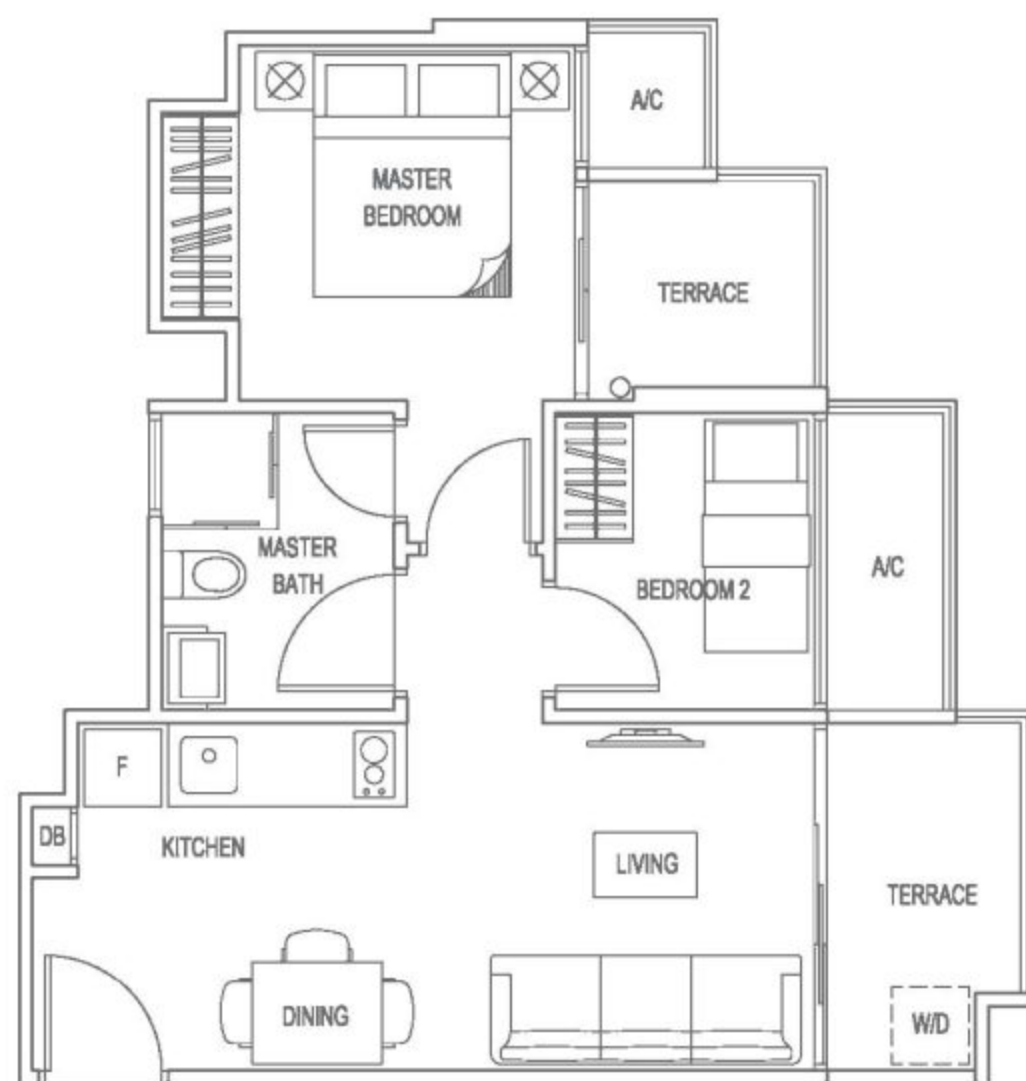 A/C
MASTER
BEDROOM
TERRACE
MASTER
BATH
BEDROOM 2
A/C
F
DB
KITCHEN
LIVING
TERRACE
DINING
W/D